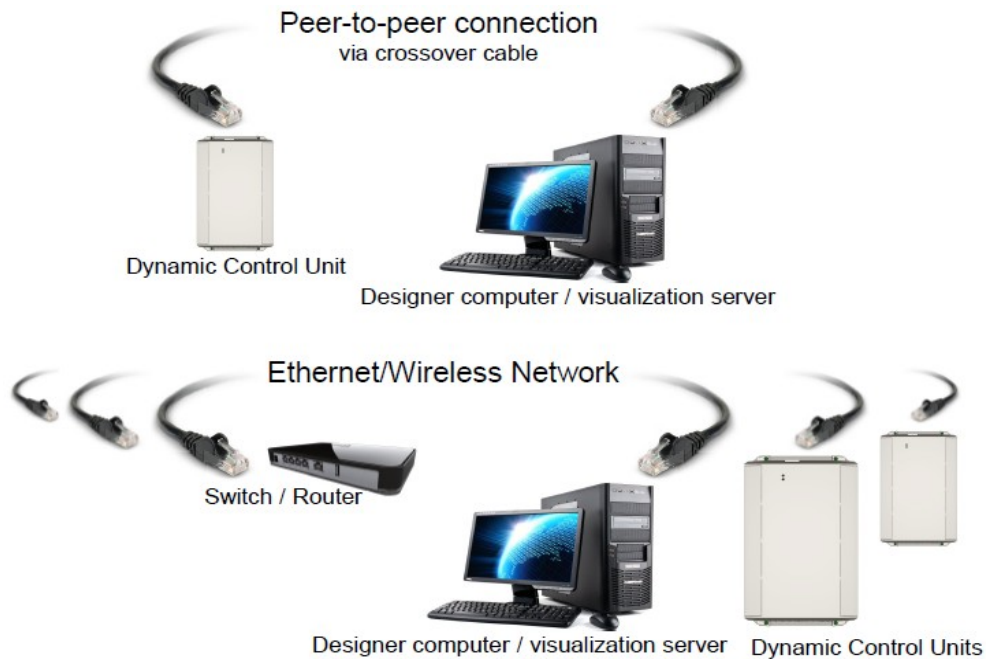 Peer-to-peer connection
via crossover cable
Dynamic Control Unit
Designer computer / visualization server
Ethernet/Wireless Network
Switch / Router
Designer computer / visualization server
Dynamic Control Units